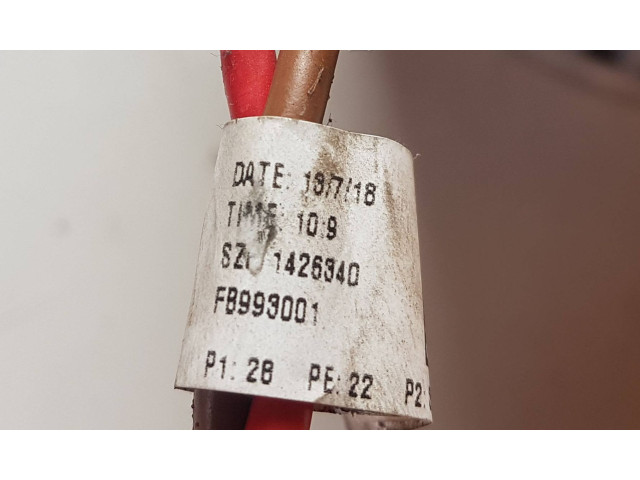 DATE: 18/7/18
TIME: 10:9
SZ: 1426340
FB993001
P1: 28 PE: 22 P2: